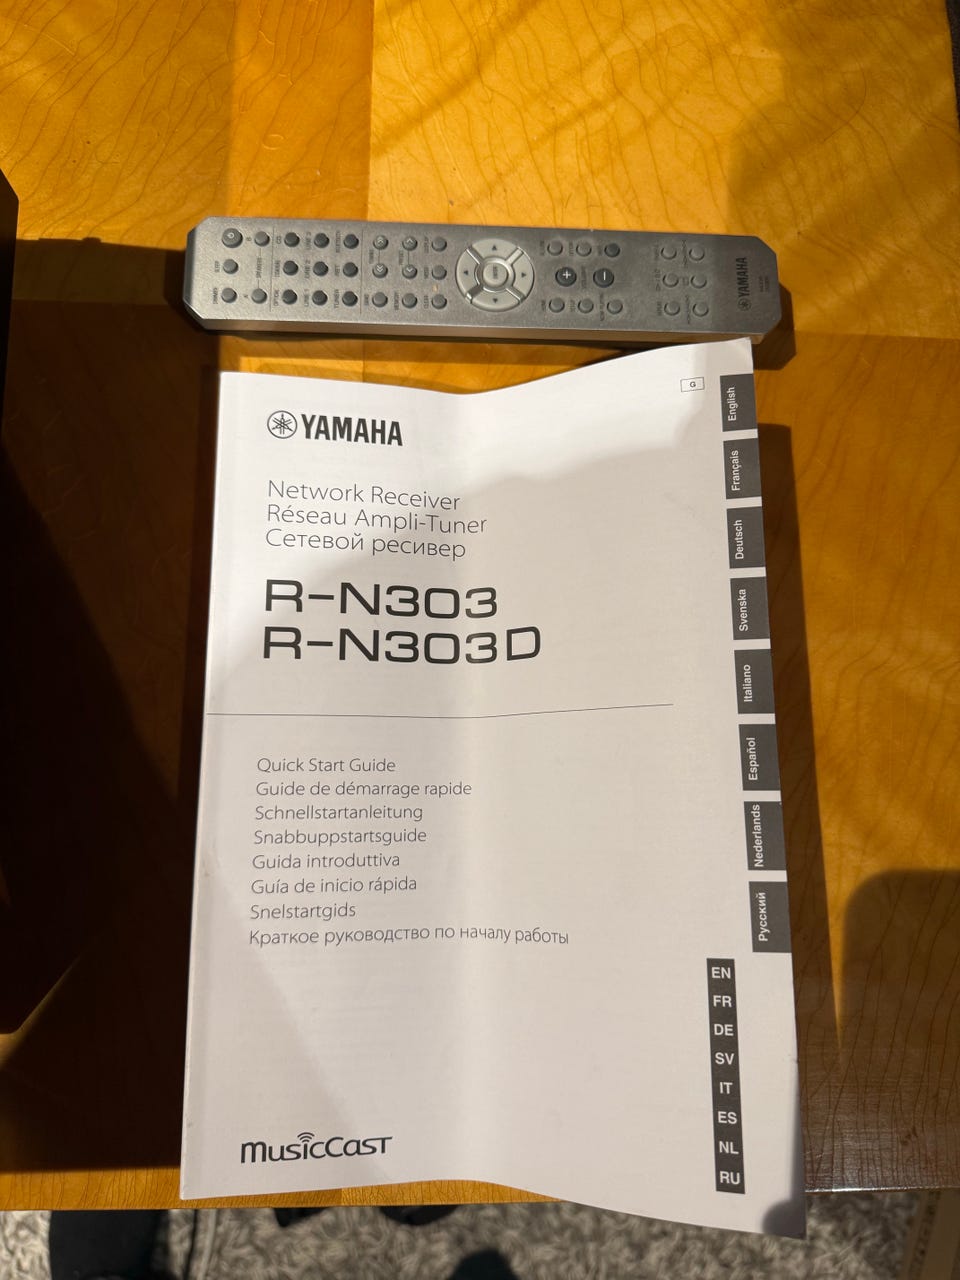 YAMAHA
G
YAMAHA
Network Receiver
Réseau Ampli-Tuner
Сетевой ресивер
R-N303
R-N303D
Quick Start Guide
Guide de démarrage rapide
Schnellstartanleitung
Snabbuppstartsguide
Guida introduttiva
Guía de inicio rápida
Snelstartgids
Краткое руководство по началу работы
MusicCast
English
Français
Deutsch
Svenska
Italiano
Español
Nederlands
Русский
EN
FR
DE
SV
IT
ES
NL
RU